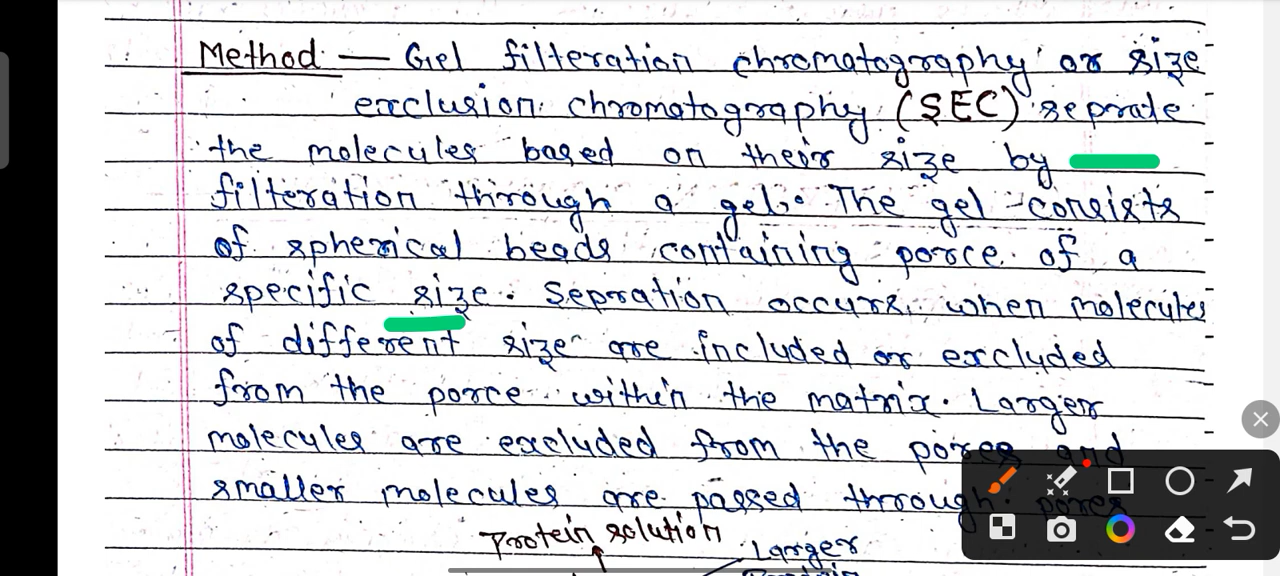 Method — Gel filteration chromatography or size
exclusion chromatography (SEC) seprate
the molecules based on their size by
filteration through a gel. The gel consists
of spherical beads containing porce of a
specific size. Sepration occurs, when molecules
of different size are included or excluded
from the porce within the matrix. Larger
molecules are excluded from the pores and
smaller molecules are passed through pores
Protein solution
Larger